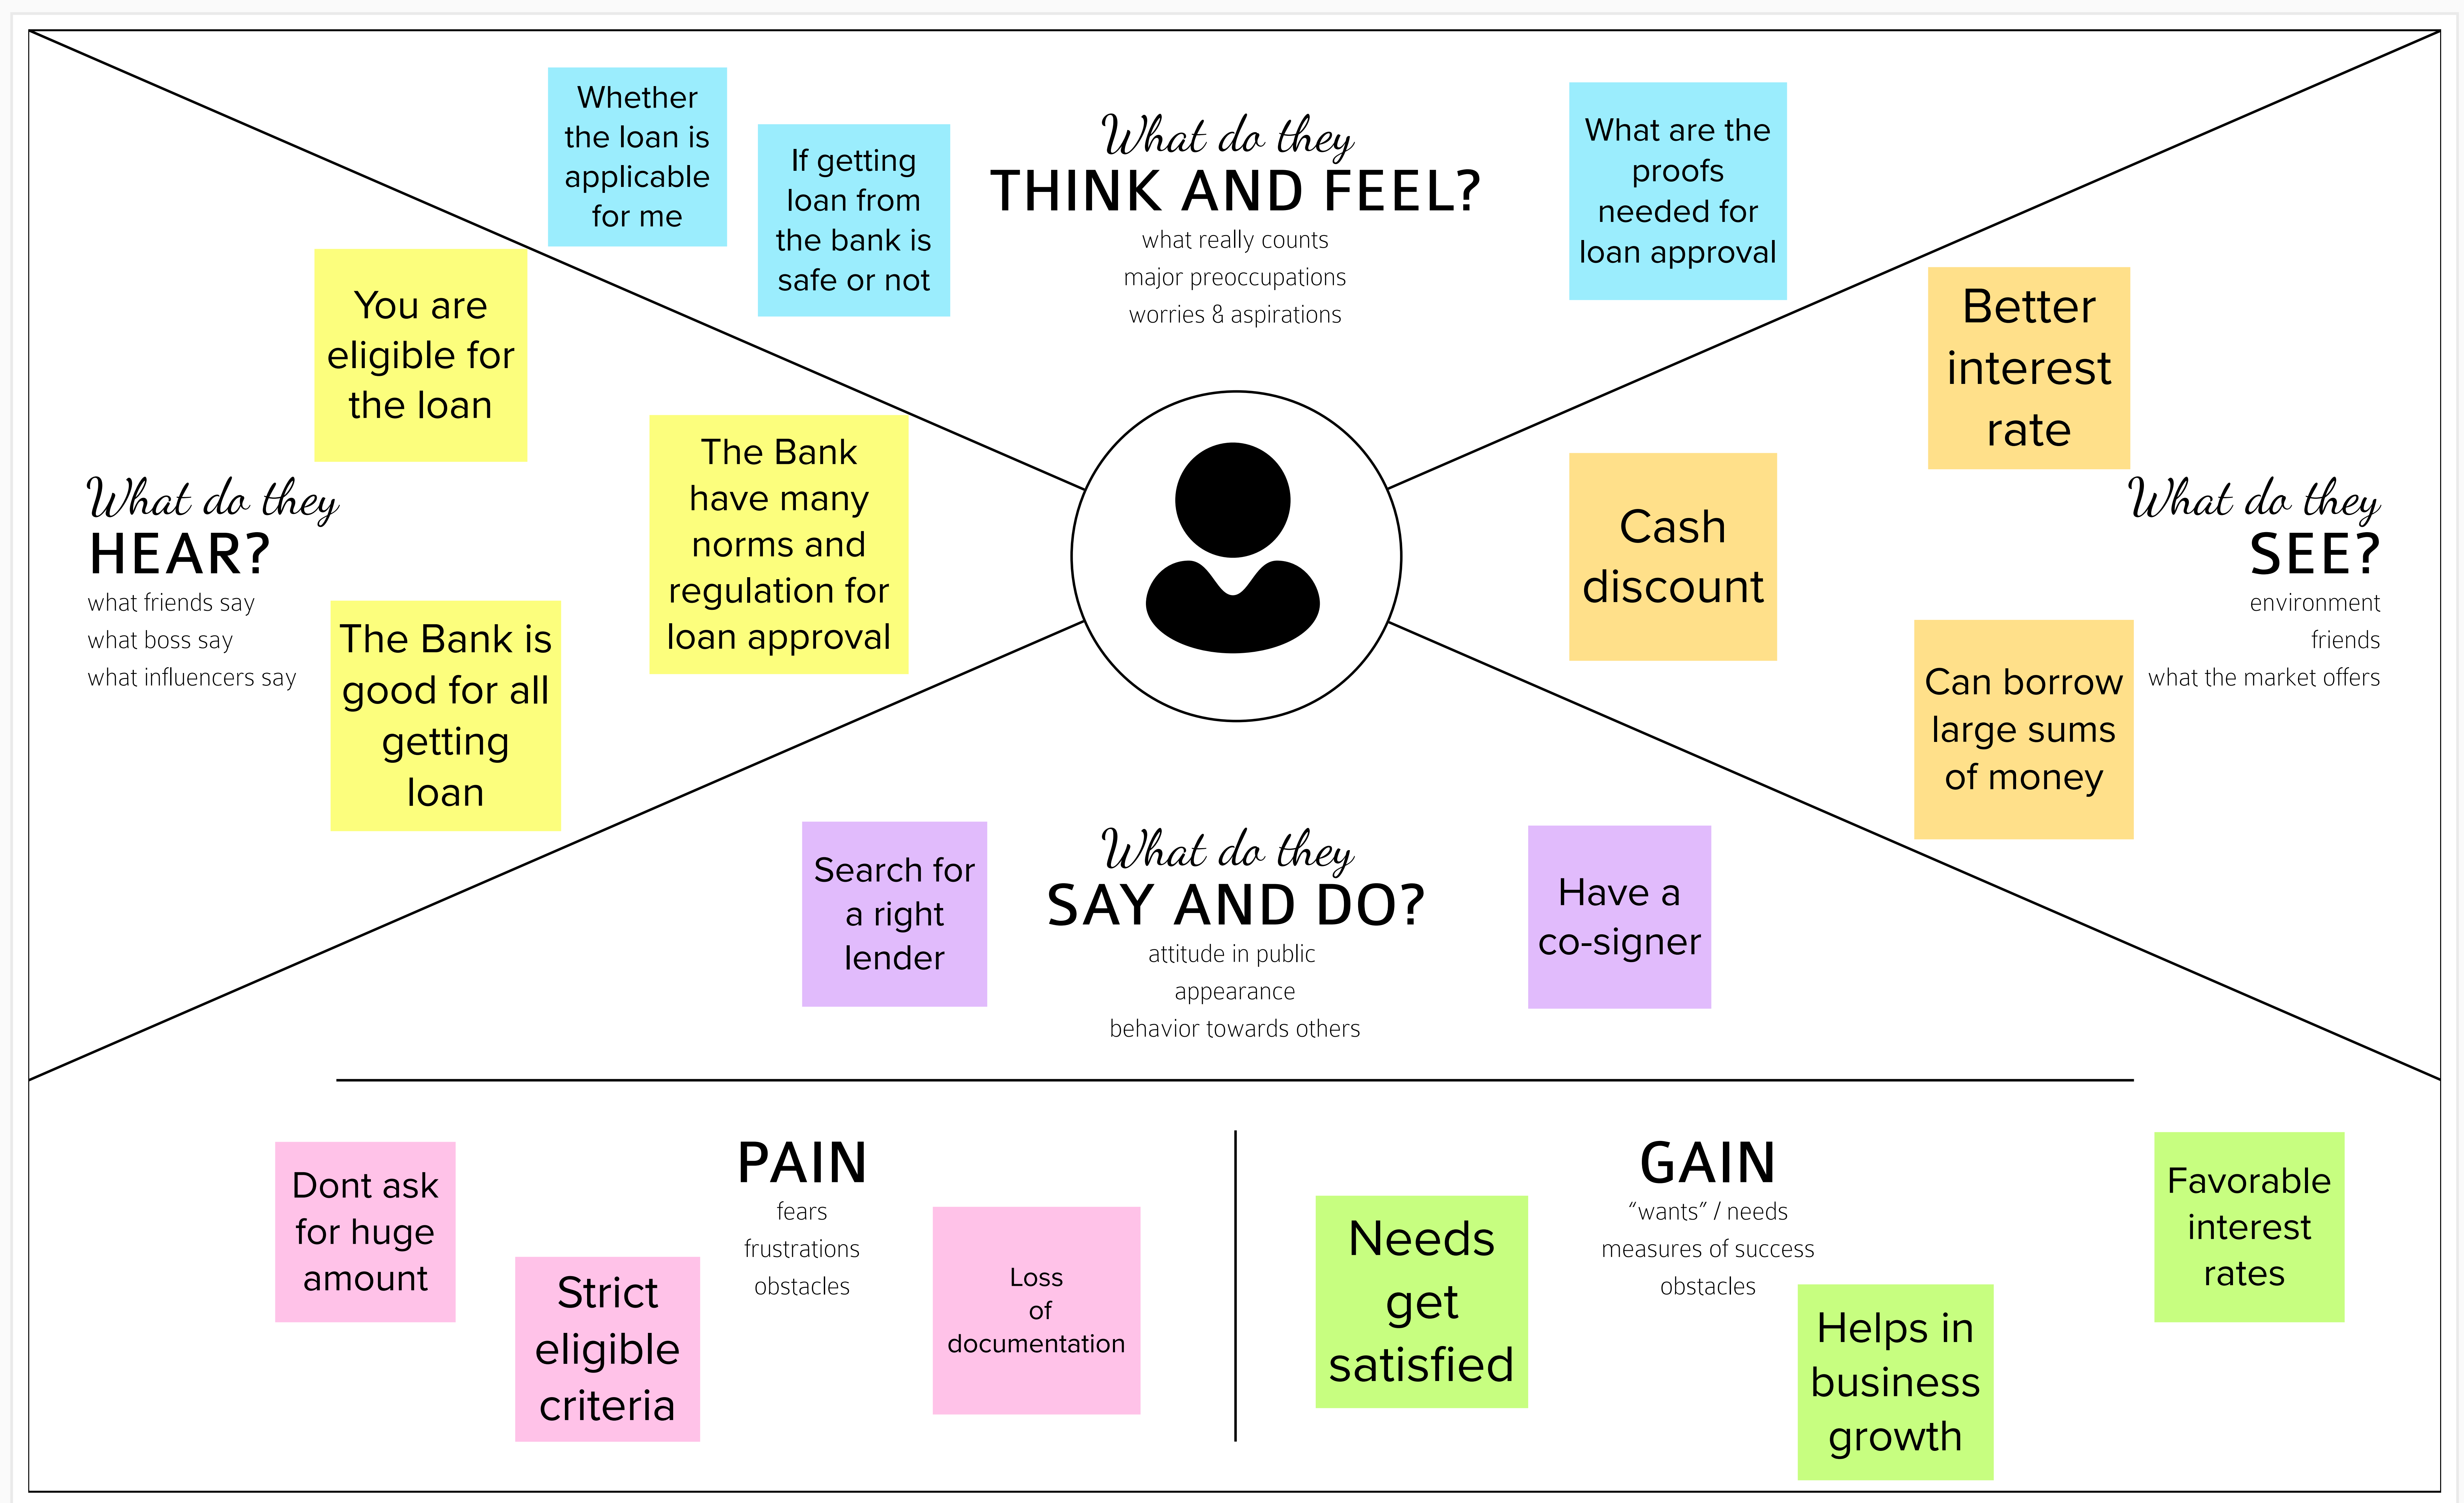 Whether
the loan is
applicable
for me
If getting
loan from
the bank is
safe or not
What do they
THINK AND FEEL?
what really counts
major preoccupations
worries & aspirations
What are the
proofs
needed for
loan approval
You are
eligible for
the loan
The Bank
have many
norms and
regulation for
loan approval
What do they
HEAR?
what friends say
what boss say
what influencers say
The Bank is
good for all
getting
loan
Better
interest
rate
Cash
discount
What do they
SEE?
environment
friends
what the market offers
Can borrow
large sums
of money
Search for
a right
lender
What do they
SAY AND DO?
attitude in public
appearance
behavior towards others
Have a
co-signer
Dont ask
for huge
amount
Strict
eligible
criteria
PAIN
fears
frustrations
obstacles
Loss
of
documentation
Needs
get
satisfied
GAIN
“wants” / needs
measures of success
obstacles
Helps in
business
growth
Favorable
interest
rates